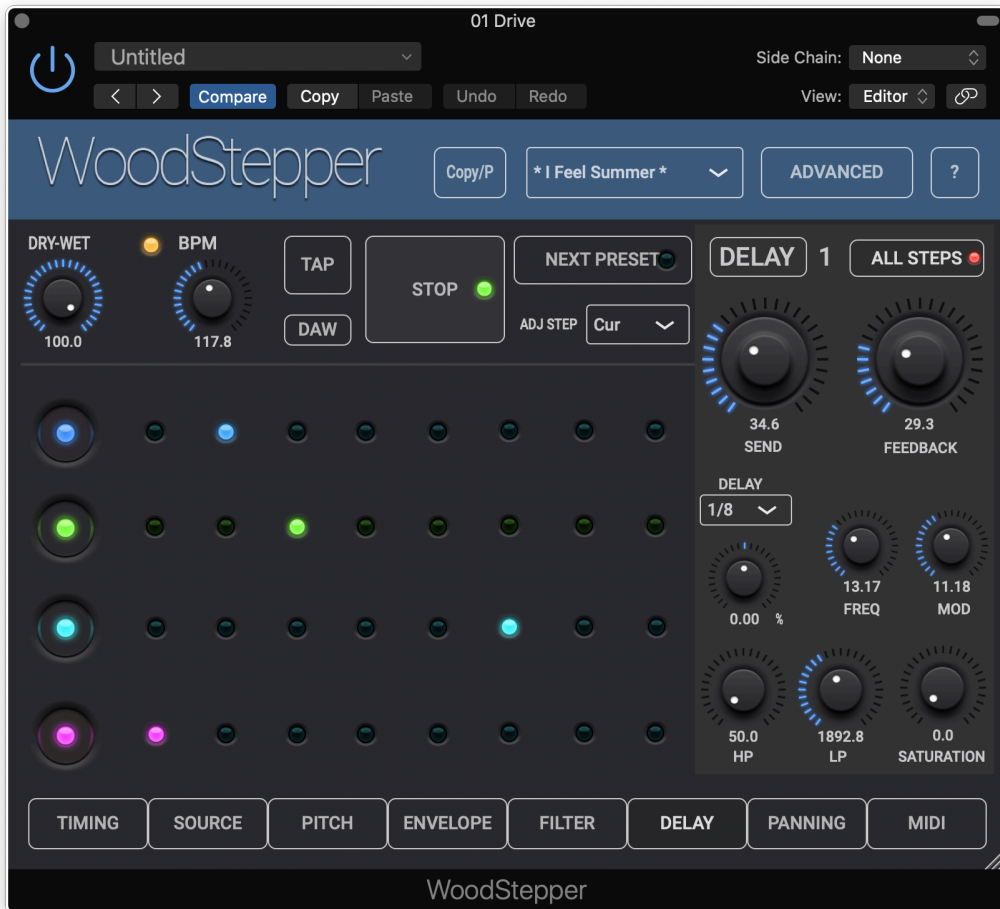 01 Drive
Untitled
Side Chain: None
Compare Copy Paste Undo Redo
View: Editor
WoodStepper
Copy/P
* I Feel Summer *
ADVANCED
?
DRY-WET
100.0
BPM
117.8
TAP
DAW
STOP
NEXT PRESET
ADJ STEP Cur
DELAY 1
ALL STEPS
34.6
SEND
29.3
FEEDBACK
DELAY
1/8
0.00 %
13.17
FREQ
11.18
MOD
50.0
HP
1892.8
LP
0.0
SATURATION
TIMING SOURCE PITCH ENVELOPE FILTER DELAY PANNING MIDI
WoodStepper